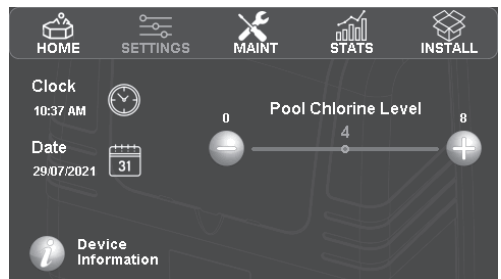 HOME
SETTINGS
MAINT
STATS
INSTALL
Clock
10:37 AM
Date
29/07/2021
31
0
Pool Chlorine Level
8
4
i
Device
Information